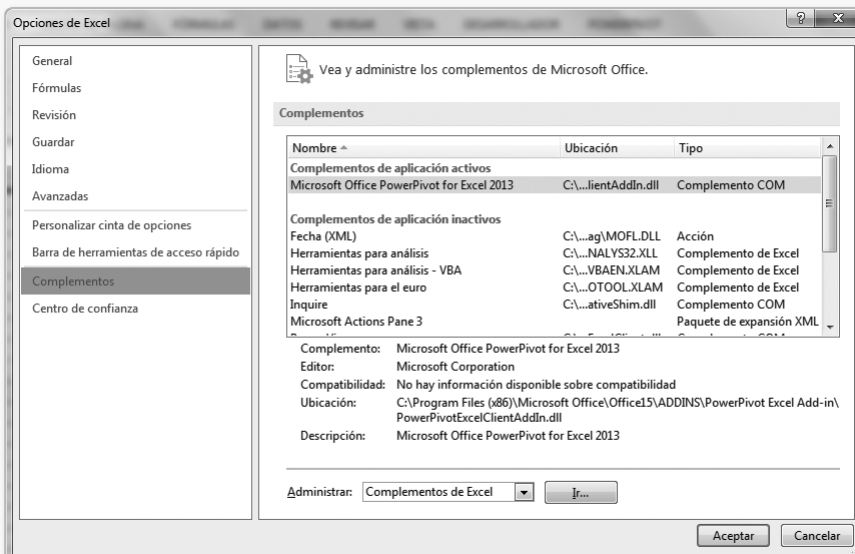 Opciones de Excel
FÓRMULAS DATOS REVISAR VISTA DESARROLLADOR POWERPIVOT
General
Fórmulas
Revisión
Guardar
Idioma
Avanzadas
Personalizar cinta de opciones
Barra de herramientas de acceso rápido
Complementos
Centro de confianza
Vea y administre los complementos de Microsoft Office.
Complementos
Nombre Ubicación Tipo
Complementos de aplicación activos
Microsoft Office PowerPivot for Excel 2013 C:\...lientAddIn.dll Complemento COM
Complementos de aplicación inactivos
Fecha (XML) C:\...ag\MOFL.DLL Acción
Herramientas para análisis C:\...NALYS32.XLL Complemento de Excel
Herramientas para análisis - VBA C:\...VBAEN.XLAM Complemento de Excel
Herramientas para el euro C:\...OTOOL.XLAM Complemento de Excel
Inquire C:\...ativeShim.dll Complemento COM
Microsoft Actions Pane 3 Paquete de expansión XML
Complemento: Microsoft Office PowerPivot for Excel 2013
Editor: Microsoft Corporation
Compatibilidad: No hay información disponible sobre compatibilidad
Ubicación: C:\Program Files (x86)\Microsoft Office\Office15\ADDINS\PowerPivot Excel Add-in\
PowerPivotExcelClientAddIn.dll
Descripción: Microsoft Office PowerPivot for Excel 2013
Administrar: Complementos de Excel Ir...
Aceptar Cancelar